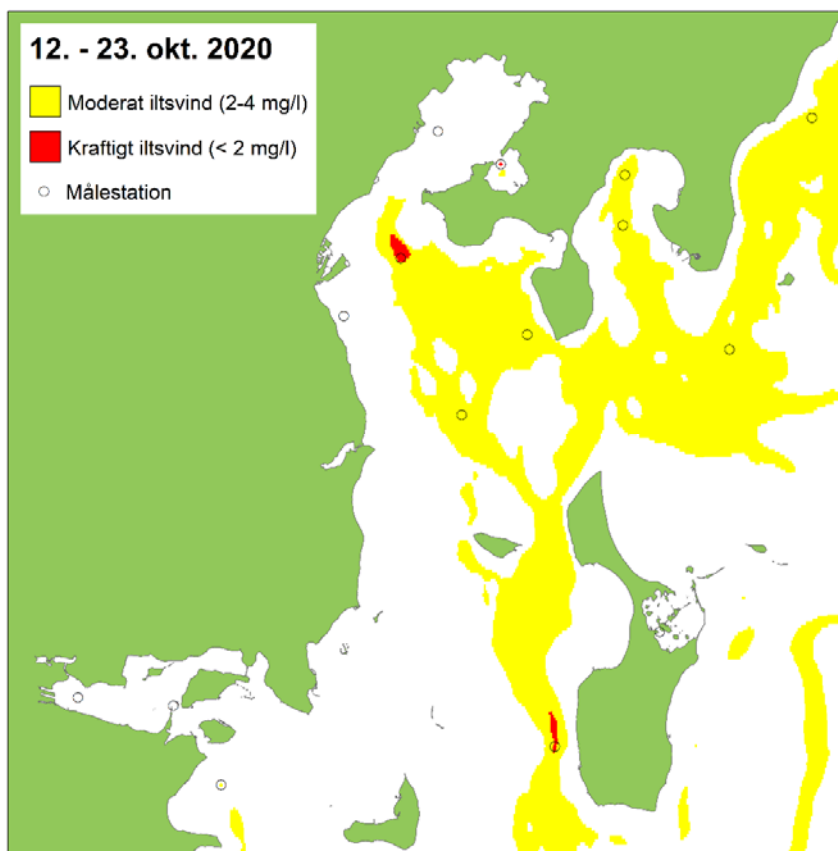 12. - 23. okt. 2020
Moderat iltsvind (2-4 mg/l)
Kraftigt iltsvind (< 2 mg/l)
Målestation